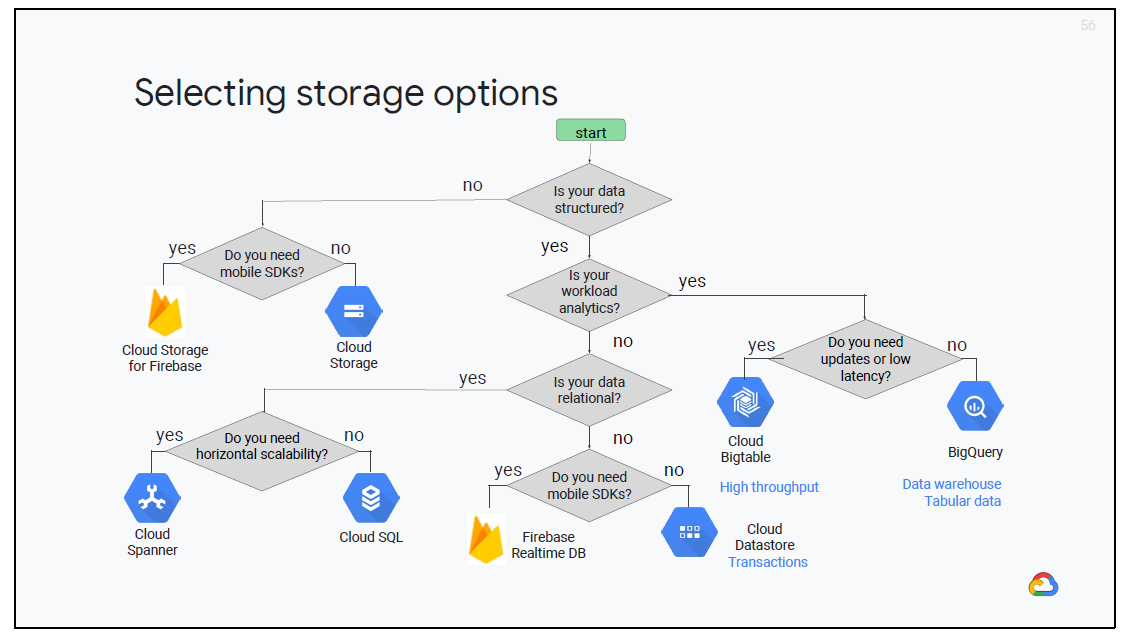 56
Selecting storage options
start
no
Is your data
structured?
yes
yes
Do you need
mobile SDKs?
no
Is your
workload
analytics?
yes
Cloud Storage
for Firebase
Cloud
Storage
no
yes
Do you need
updates or low
latency?
no
yes
Is your data
relational?
Cloud
Bigtable
High throughput
BigQuery
Data warehouse
Tabular data
yes
Do you need
horizontal scalability?
no
no
Cloud
Spanner
Cloud SQL
yes
Do you need
mobile SDKs?
no
Firebase
Realtime DB
Cloud
Datastore
Transactions